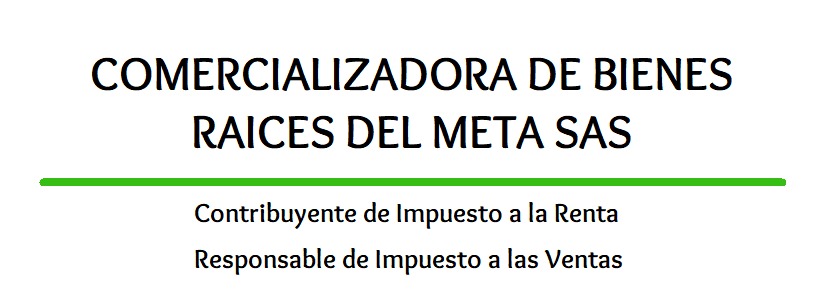 COMERCIALIZADORA DE BIENES
RAICES DEL META SAS
Contribuyente de Impuesto a la Renta
Responsable de Impuesto a las Ventas